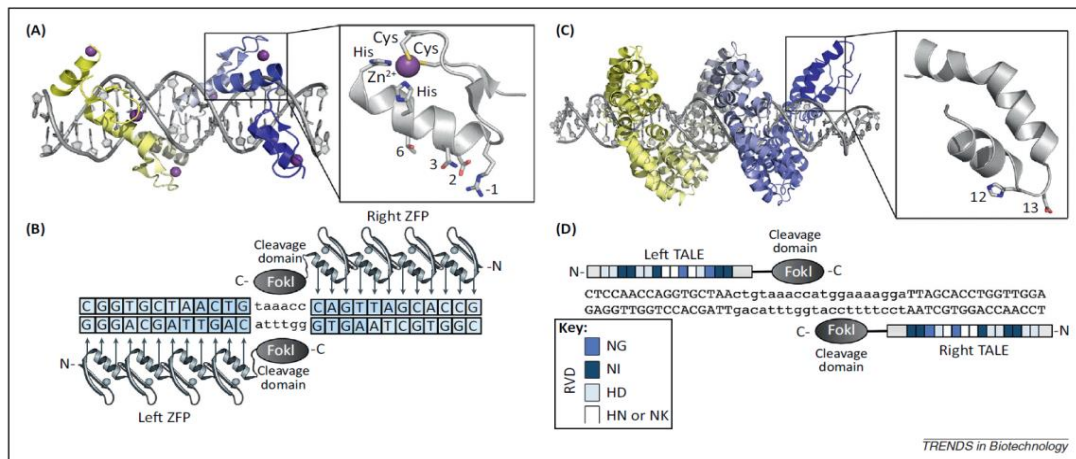 (A)
Cys
His
Cys
Zn2+
His
6
3
2
-1
(B)
Right ZFP
Cleavage
domain
C-
FokI
-N
CGGTGCTAACTG taaacc CAGTTAGCACCG
GGGACGATTGAC atttgg GTGAATCGTGGC
N-
FokI
-C
Cleavage
domain
Left ZFP
(C)
12
13
(D)
Cleavage
domain
Left TALE
N-
FokI
-C
CTCCAACCAGGTGCTAActgtaaaccatggaaaaggaTTAGCACCTGGTTGGA
GAGGTTGGTCCACGATTgacatttggtaccttttcctAATCGTGGACCAACCT
C-
FokI
-N
Cleavage
domain
Right TALE
Key:
RVD
NG
NI
HD
HN or NK
TRENDS in Biotechnology